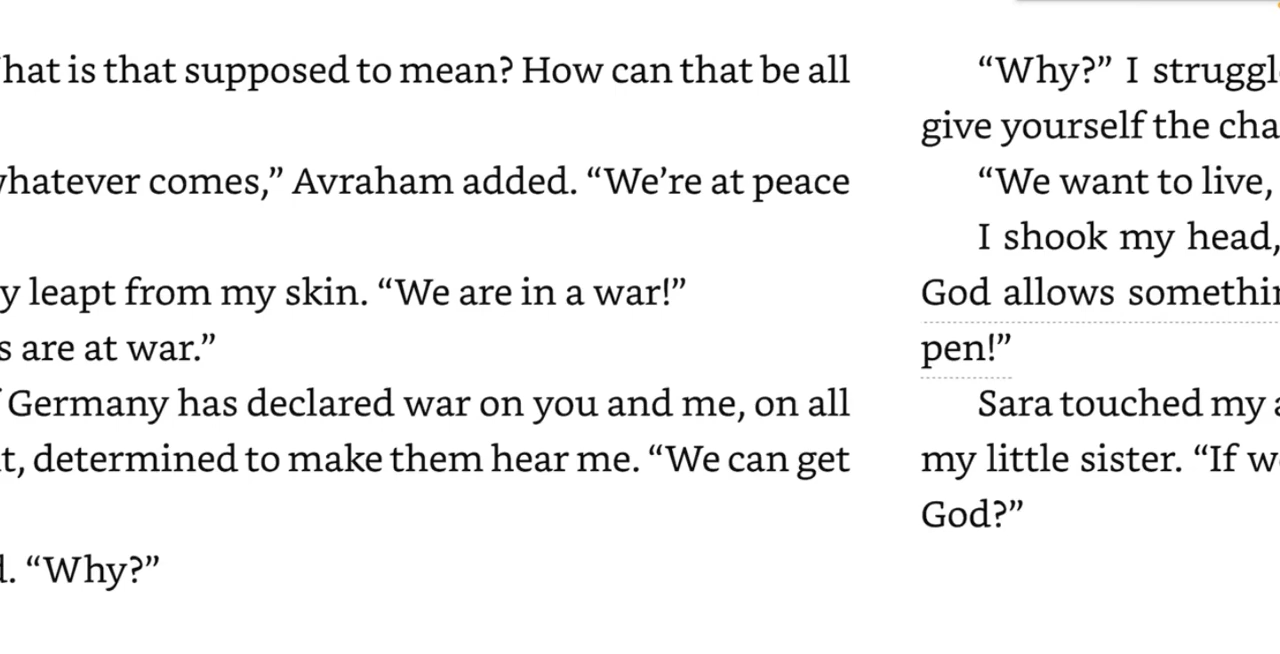 hat is that supposed to mean? How can that be all
whatever comes,” Avraham added. “We’re at peace
y leapt from my skin. “We are in a war!”
s are at war.”
Germany has declared war on you and me, on all
t, determined to make them hear me. “We can get
“Why?”
“Why?” I struggl
give yourself the cha
“We want to live,
I shook my head,
God allows somethin
pen!”
Sara touched my a
my little sister. “If w
God?”